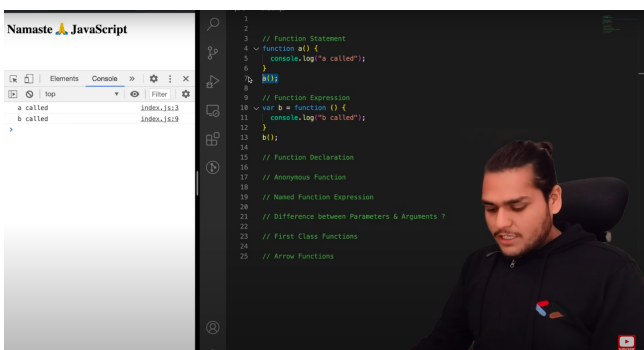 Namaste 🙏 JavaScript
Elements Console »
top Filter
a called index.js:3
b called index.js:9
>
1
2
3 // Function Statement
4 function a() {
5 console.log("a called");
6 }
7 a();
8
9 // Function Expression
10 var b = function () {
11 console.log("b called");
12 }
13 b();
14
15 // Function Declaration
16
17 // Anonymous Function
18
19 // Named Function Expression
20
21 // Difference between Parameters & Arguments ?
22
23 // First Class Functions
24
25 // Arrow Functions